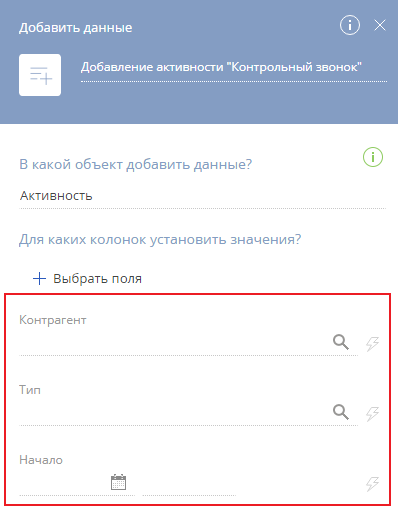 Добавить данные
Добавление активности "Контрольный звонок"
В какой объект добавить данные?
Активность
Для каких колонок установить значения?
Выбрать поля
Контрагент
Тип
Начало